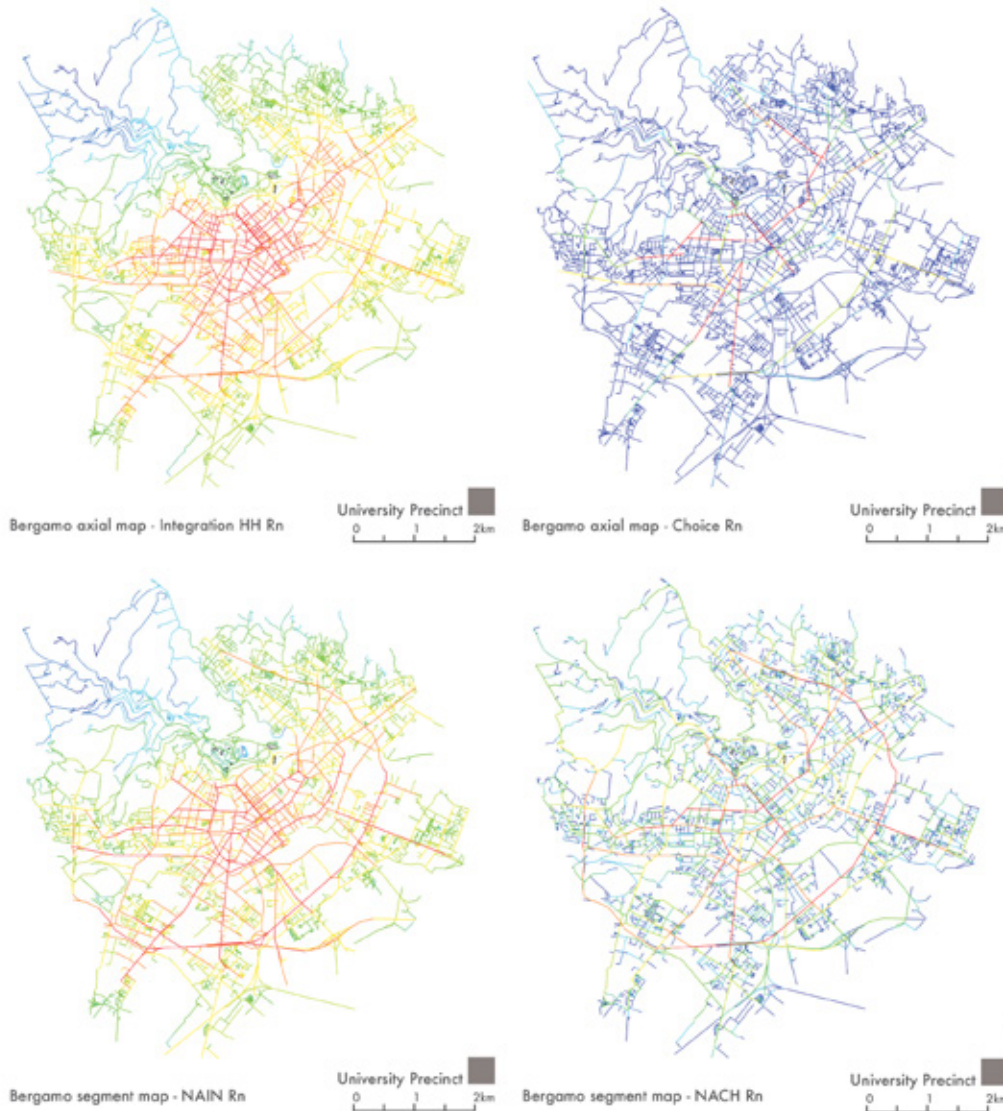 University Precinct
Bergamo axial map - Integration HH Rn
0 1 2km
University Precinct
Bergamo axial map - Choice Rn
0 1 2km
University Precinct
Bergamo segment map - NAIN Rn
0 1 2km
University Precinct
Bergamo segment map - NACH Rn
0 1 2km